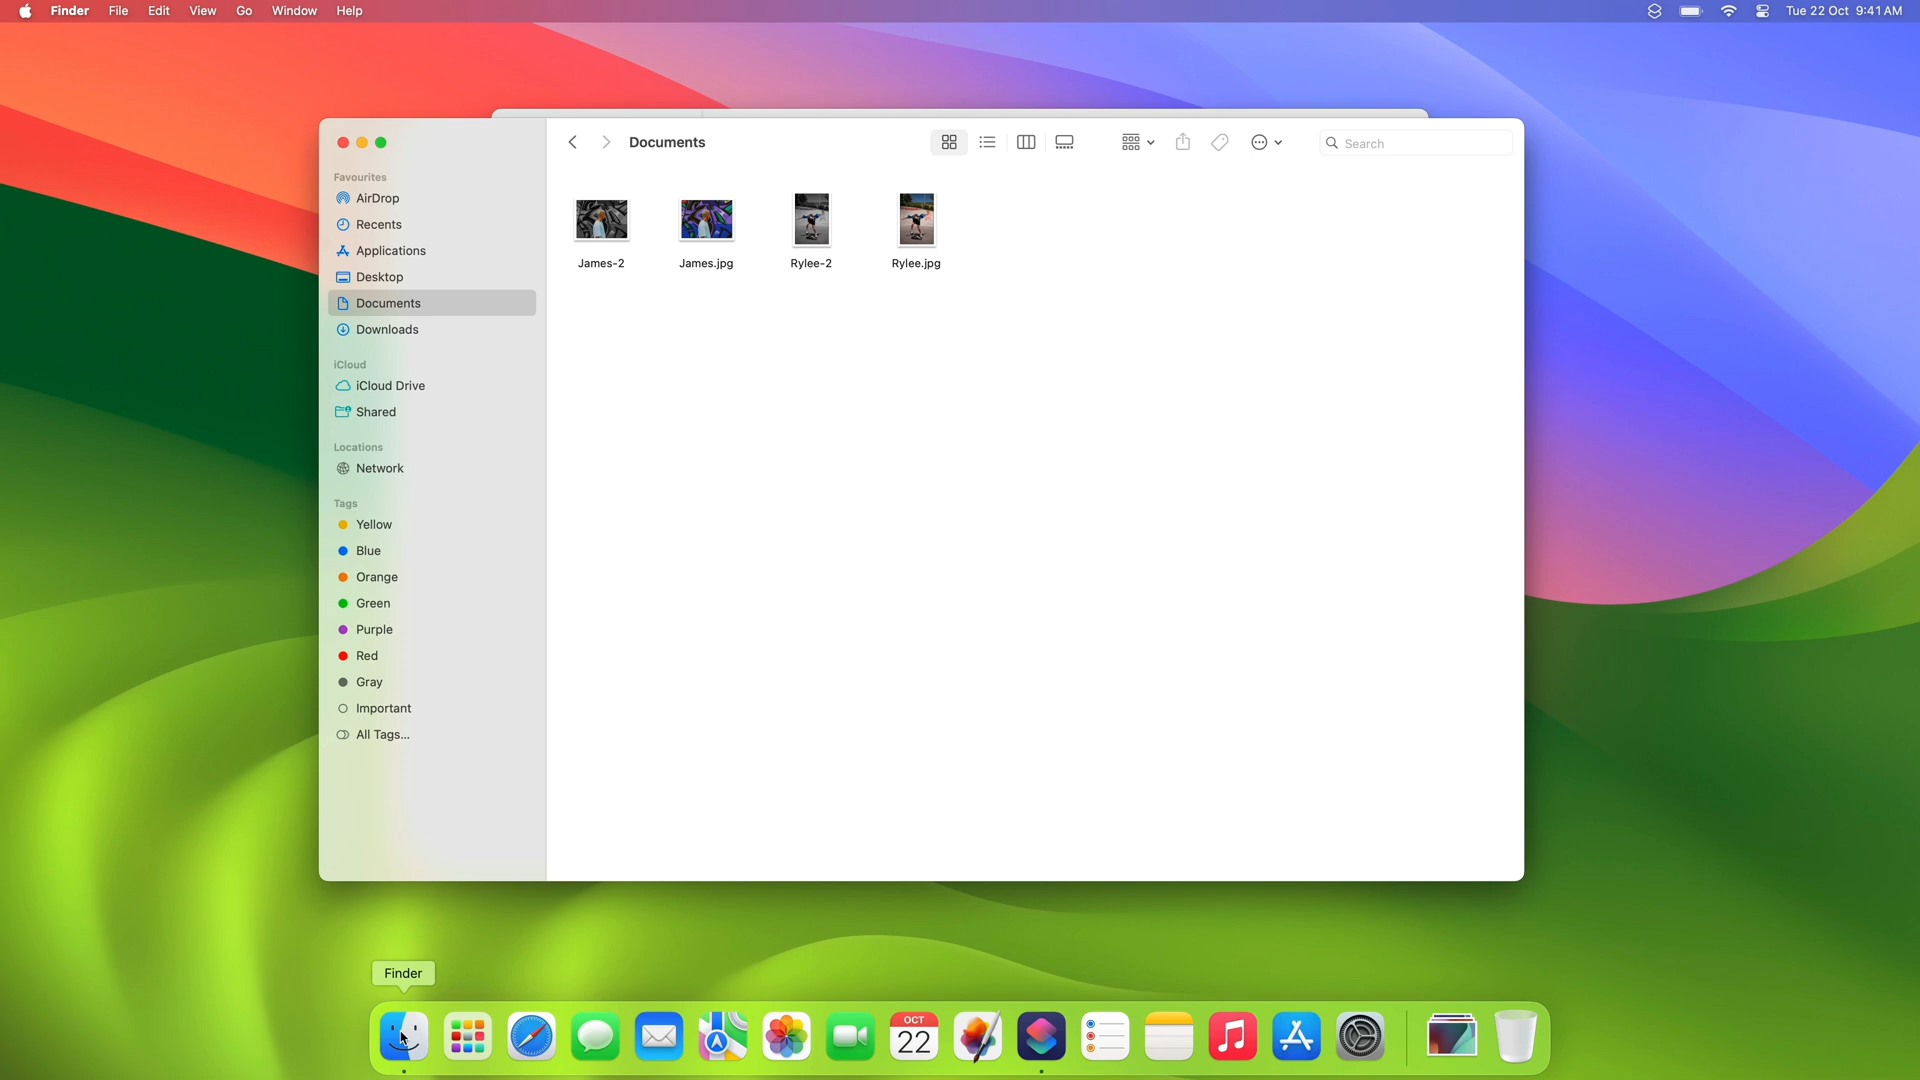 Finder File Edit View Go Window Help
Tue 22 Oct 9:41 AM
Documents
Search
Favourites
AirDrop
Recents
Applications
Desktop
Documents
Downloads
iCloud
iCloud Drive
Shared
Locations
Network
Tags
Yellow
Blue
Orange
Green
Purple
Red
Gray
Important
All Tags...
James-2 James.jpg Rylee-2 Rylee.jpg
Finder
OCT
22